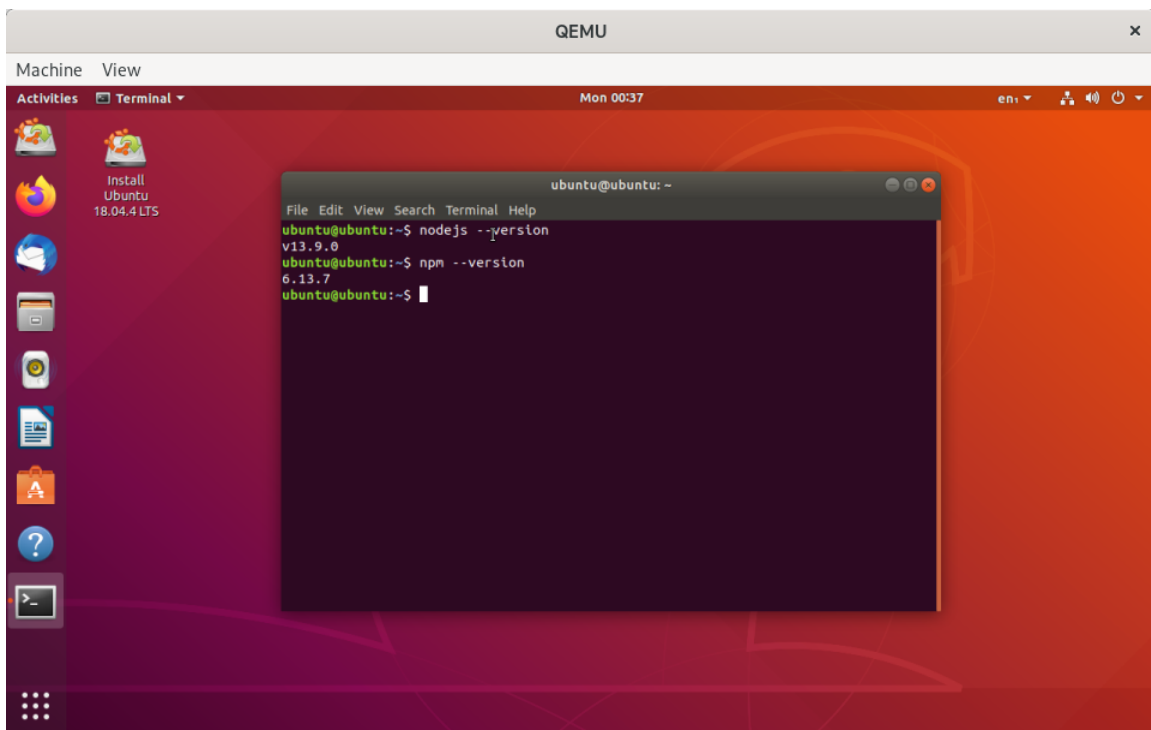 QEMU
Machine View
Activities Terminal Mon 00:37 en₁
Install
Ubuntu
18.04.4 LTS
ubuntu@ubuntu: ~
File Edit View Search Terminal Help
ubuntu@ubuntu:~$ nodejs --version
v13.9.0
ubuntu@ubuntu:~$ npm --version
6.13.7
ubuntu@ubuntu:~$